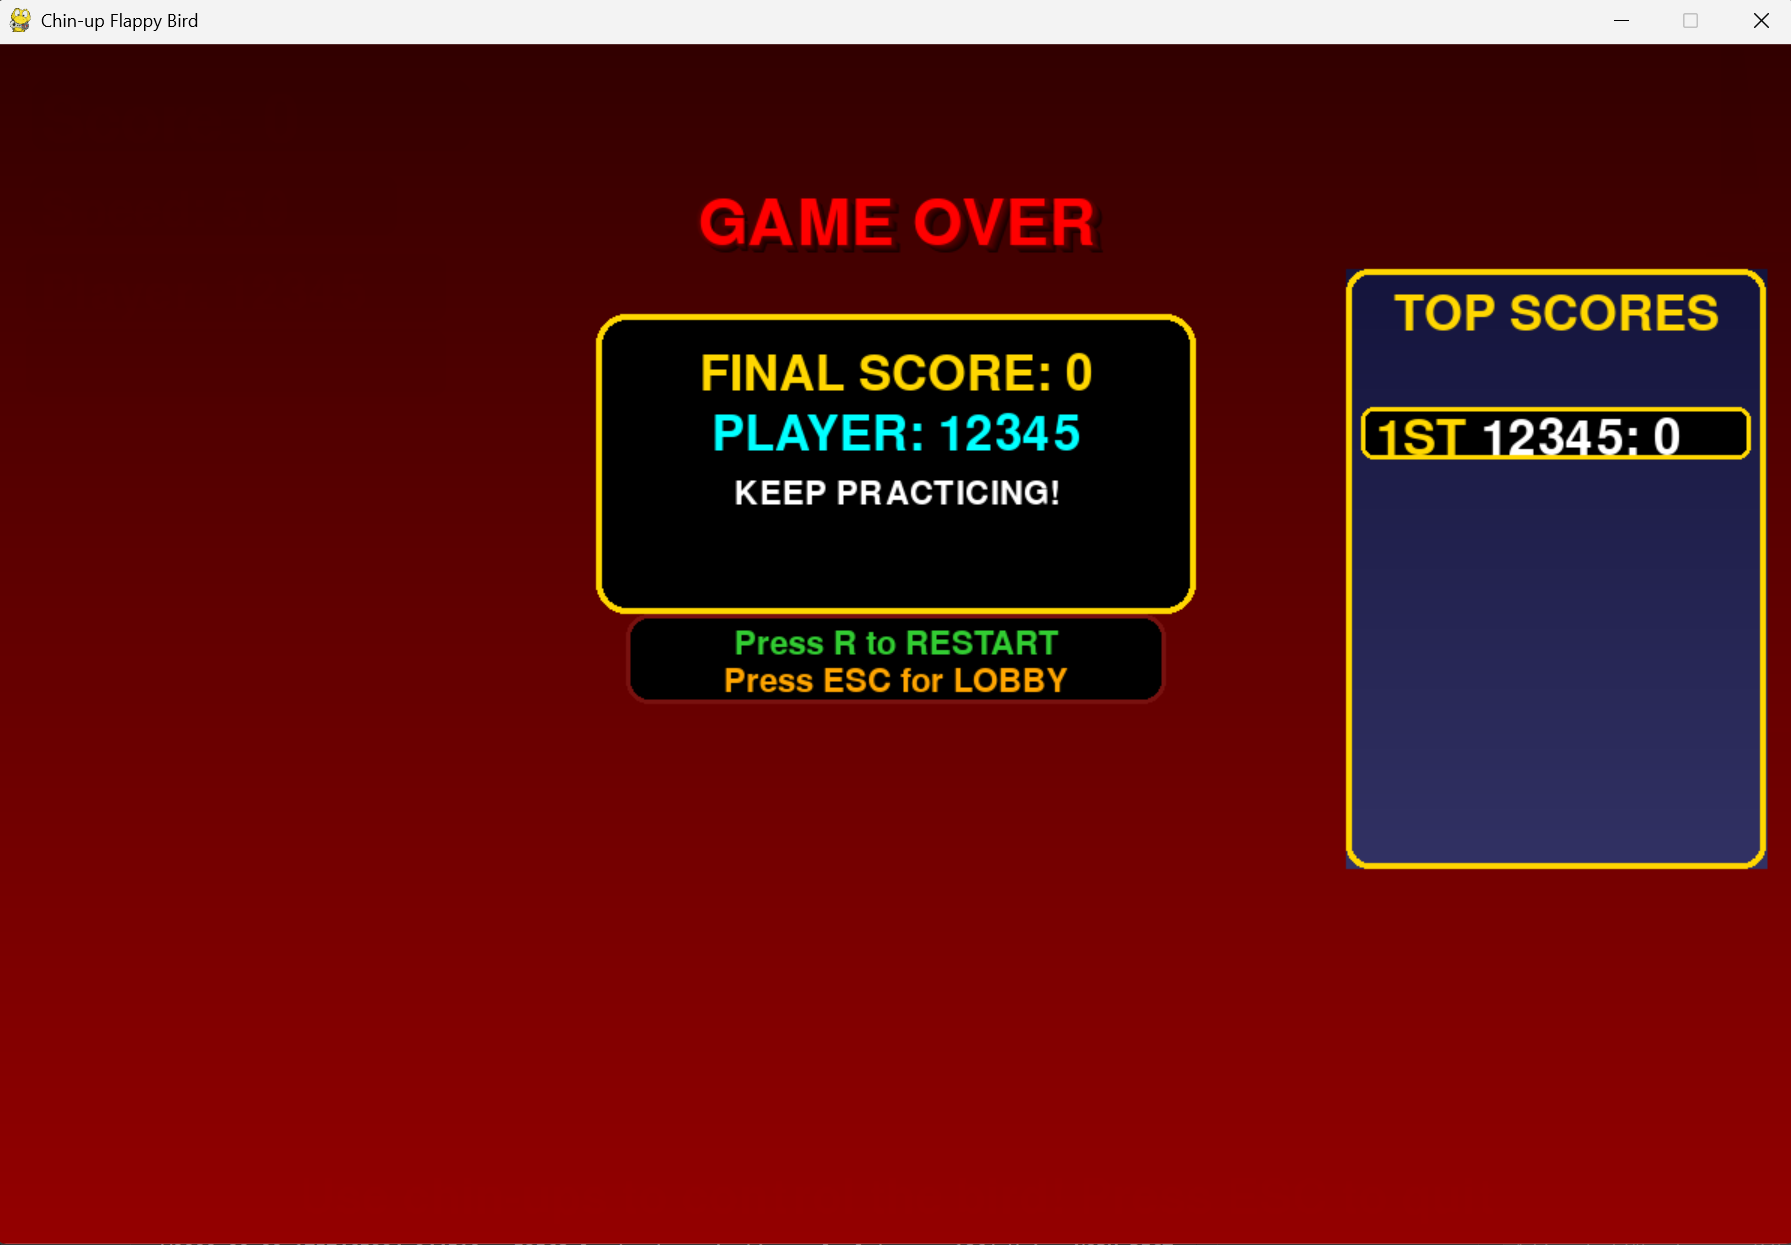 Chin-up Flappy Bird
GAME OVER
FINAL SCORE: 0
PLAYER: 12345
KEEP PRACTICING!
Press R to RESTART
Press ESC for LOBBY
TOP SCORES
1ST 12345: 0